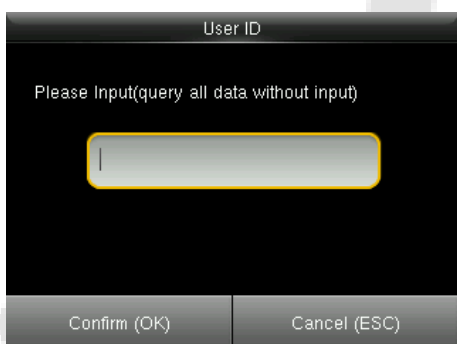 User ID
Please Input(query all data without input)
Confirm (OK)
Cancel (ESC)